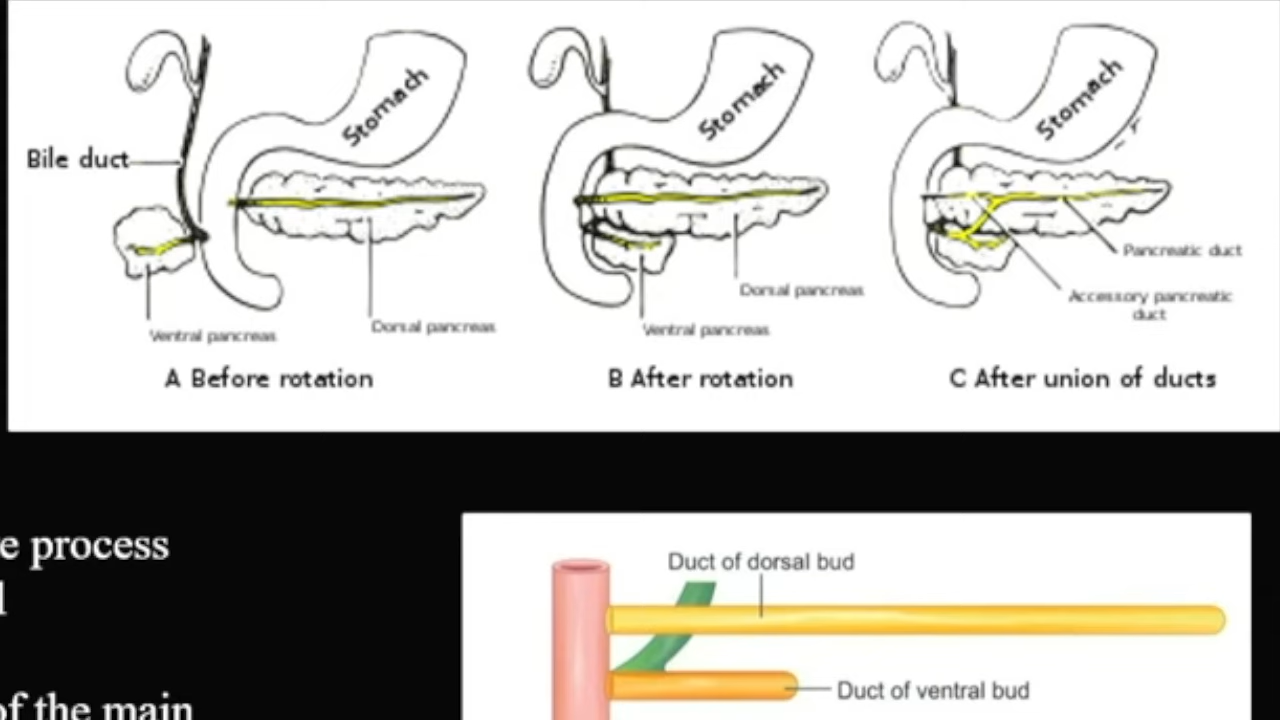 Stomach
Stomach
Stomach
Bile duct
Pancreatic duct
Dorsal pancreas
Accessory pancreatic
duct
Ventral pancreas
Dorsal pancreas
Ventral pancreas
A Before rotation
B After rotation
C After union of ducts
e process
l
of the main
Duct of dorsal bud
Duct of ventral bud